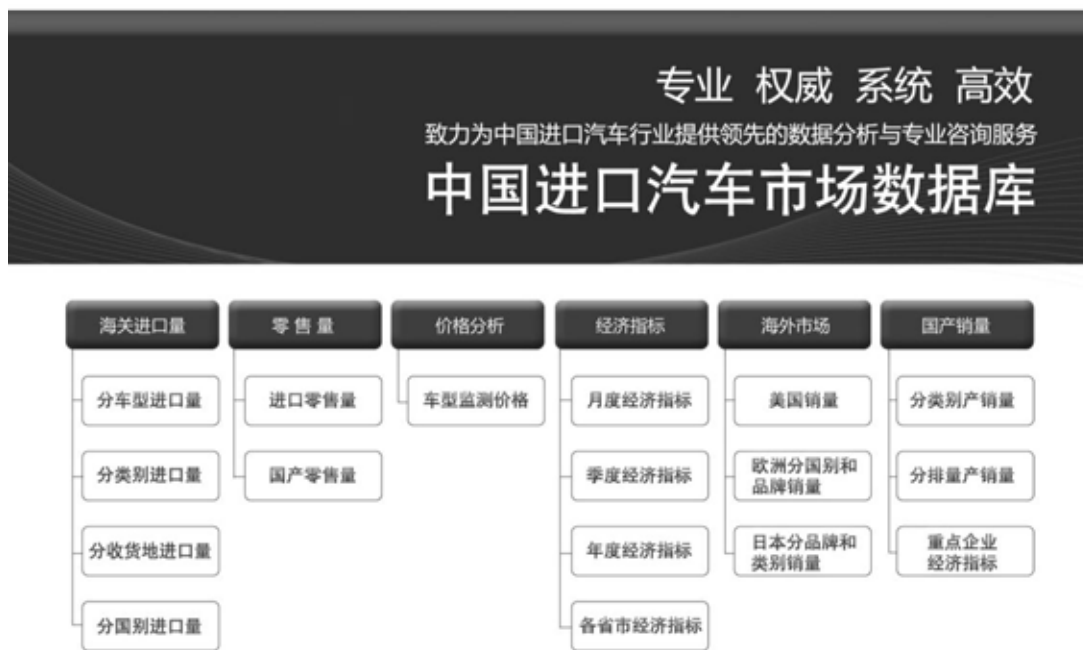 专业 权威 系统 高效
致力为中国进口汽车行业提供领先的数据分析与专业咨询服务
中国进口汽车市场数据库
海关进口量
分车型进口量
分类别进口量
分收货地进口量
分国别进口量
零售量
进口零售量
国产零售量
价格分析
车型监测价格
经济指标
月度经济指标
季度经济指标
年度经济指标
各省市经济指标
海外市场
美国销量
欧洲分国别和
品牌销量
日本分品牌和
类别销量
国产销量
分类别产销量
分排量产销量
重点企业
经济指标